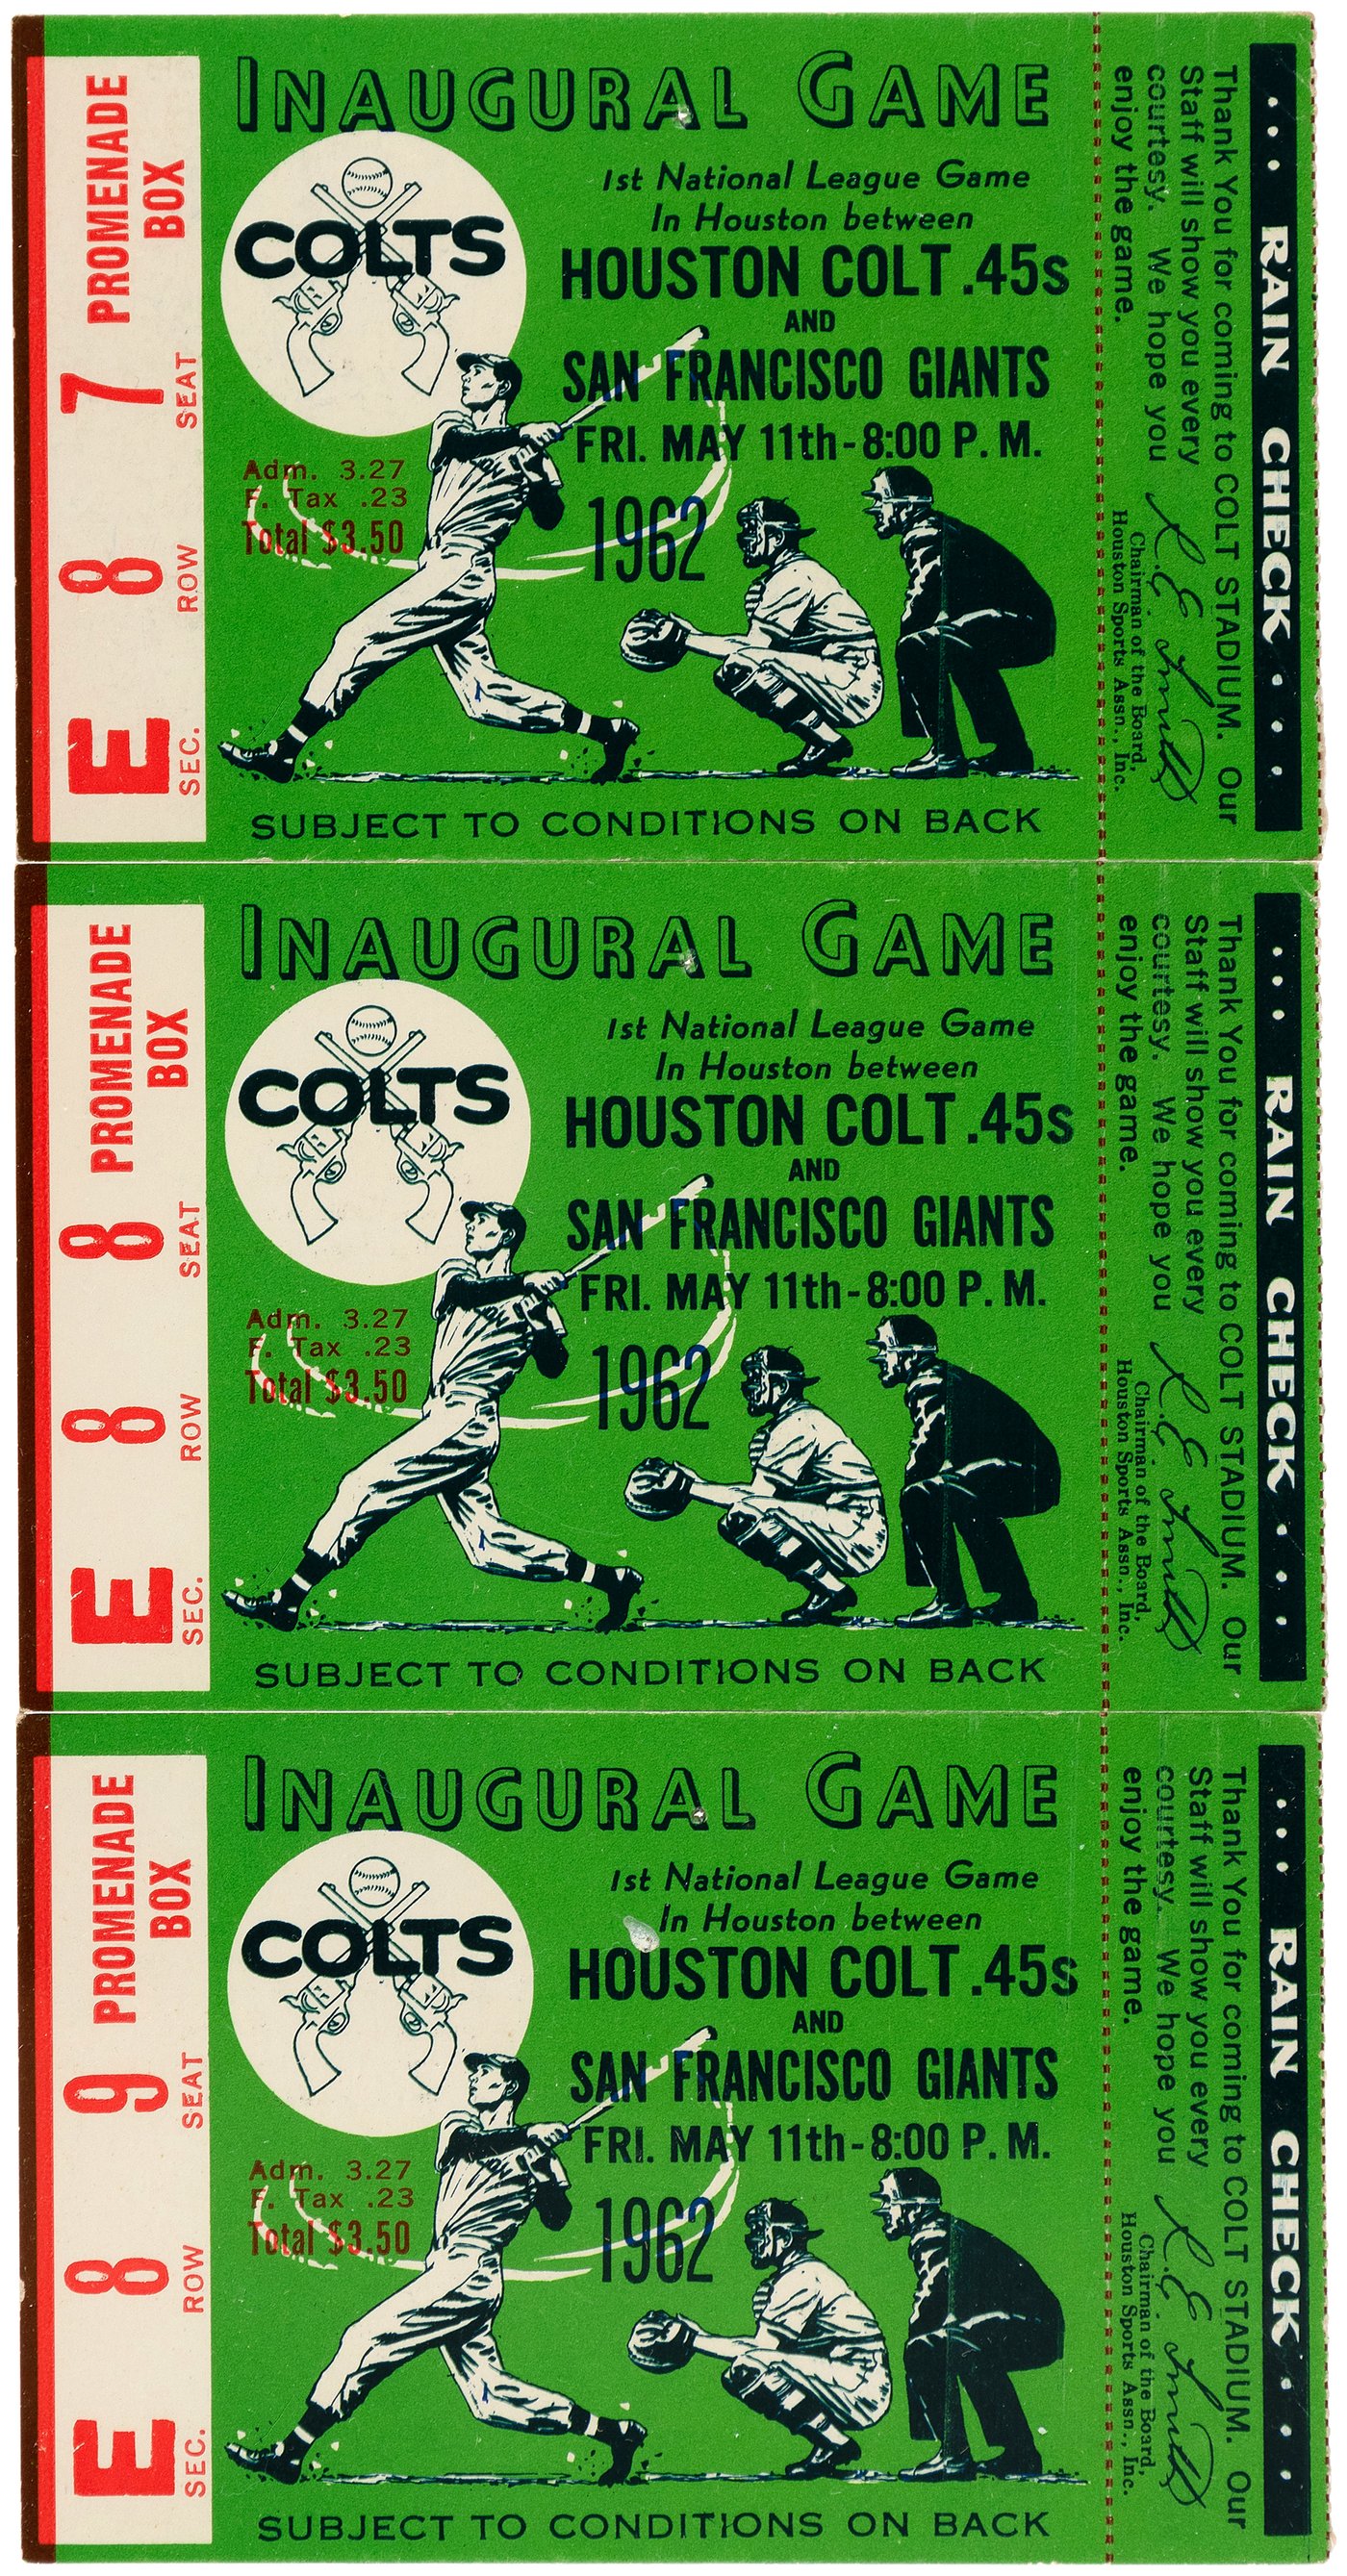 PROMENADE
BOX
7
SEAT
8
ROW
E
SEC.
INAUGURAL GAME
COLTS
1st National League Game
In Houston between
HOUSTON COLT .45s
AND
SAN FRANCISCO GIANTS
FRI. MAY 11th-8:00 P. M.
1962
Adm. 3.27
F. Tax .23
Total $3.50
SUBJECT TO CONDITIONS ON BACK
... RAIN CHECK ...
Thank You for coming to COLT STADIUM. Our
Staff will show you every
courtesy. We hope you
enjoy the game.
R. E. Smith
Chairman of the Board,
Houston Sports Assn., Inc.
PROMENADE
BOX
8
SEAT
8
ROW
E
SEC.
INAUGURAL GAME
COLTS
1st National League Game
In Houston between
HOUSTON COLT .45s
AND
SAN FRANCISCO GIANTS
FRI. MAY 11th-8:00 P. M.
1962
Adm. 3.27
F. Tax .23
Total $3.50
SUBJECT TO CONDITIONS ON BACK
... RAIN CHECK ...
Thank You for coming to COLT STADIUM. Our
Staff will show you every
courtesy. We hope you
enjoy the game.
R. E. Smith
Chairman of the Board,
Houston Sports Assn., Inc.
PROMENADE
BOX
9
SEAT
8
ROW
E
SEC.
INAUGURAL GAME
COLTS
1st National League Game
In Houston between
HOUSTON COLT .45s
AND
SAN FRANCISCO GIANTS
FRI. MAY 11th-8:00 P. M.
1962
Adm. 3.27
F. Tax .23
Total $3.50
SUBJECT TO CONDITIONS ON BACK
... RAIN CHECK ...
Thank You for coming to COLT STADIUM. Our
Staff will show you every
courtesy. We hope you
enjoy the game.
R. E. Smith
Chairman of the Board,
Houston Sports Assn., Inc.